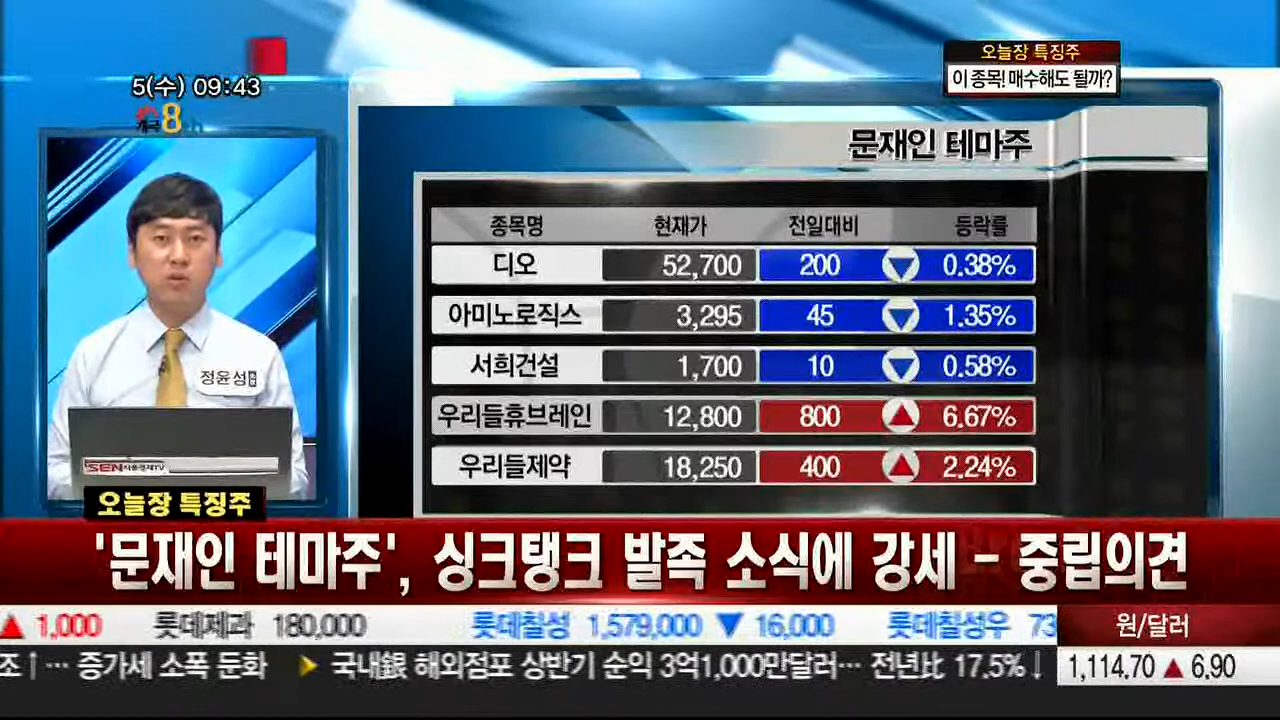 오늘장 특징주
이 종목! 매수해도 될까?
5(수) 09:43
개국 8
문재인 테마주
종목명 현재가 전일대비 등락률
디오 52,700 200 ▼ 0.38%
아미노로직스 3,295 45 ▼ 1.35%
서희건설 1,700 10 ▼ 0.58%
우리들휴브레인 12,800 800 ▲ 6.67%
우리들제약 18,250 400 ▲ 2.24%
정윤성
SEN 서울경제TV
오늘장 특징주
'문재인 테마주', 싱크탱크 발족 소식에 강세 - 중립의견
▲ 1,000 롯데제과 180,000 롯데칠성 1,579,000 ▼ 16,000 롯데칠성우 73
원/달러
조↑… 증가세 소폭 둔화 ▶ 국내銀 해외점포 상반기 순익 3억1,000만달러… 전년比 17.5%↓
1,114.70 ▲ 6.90